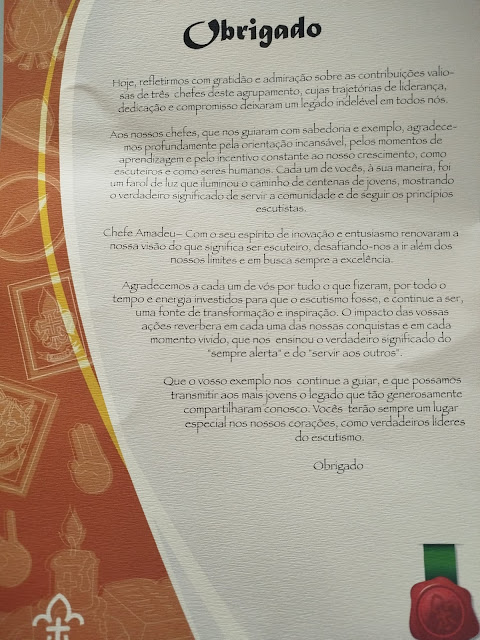 Obrigado
Hoje, refletirmos com gratidão e admiração sobre as contribuições valio-
sas de três chefes deste agrupamento, cujas trajetórias de liderança,
dedicação e compromisso deixaram um legado indelével em todos nós.
Aos nossos chefes, que nos guiaram com sabedoria e exemplo, agradece-
mos profundamente pela orientação incansável, pelos momentos de
aprendizagem e pelo incentivo constante ao nosso crescimento, como
escuteiros e como seres humanos. Cada um de vocês, à sua maneira, foi
um farol de luz que iluminou o caminho de centenas de jovens, mostrando
o verdadeiro significado de servir a comunidade e de seguir os princípios
escutistas.
Chefe Amadeu– Com o seu espírito de inovação e entusiasmo renovaram a
nossa visão do que significa ser escuteiro, desafiando-nos a ir além dos
nossos limites e em busca sempre a excelência.
Agradecemos a cada um de vós por tudo o que fizeram, por todo o
tempo e energia investidos para que o escutismo fosse, e continue a ser,
uma fonte de transformação e inspiração. O impacto das vossas
ações reverbera em cada uma das nossas conquistas e em cada
momento vivido, que nos ensinou o verdadeiro significado do
"sempre alerta" e do "servir aos outros".
Que o vosso exemplo nos continue a guiar, e que possamos
transmitir aos mais jovens o legado que tão generosamente
compartilharam conosco. Vocês terão sempre um lugar
especial nos nossos corações, como verdadeiros líderes
do escutismo.
Obrigado